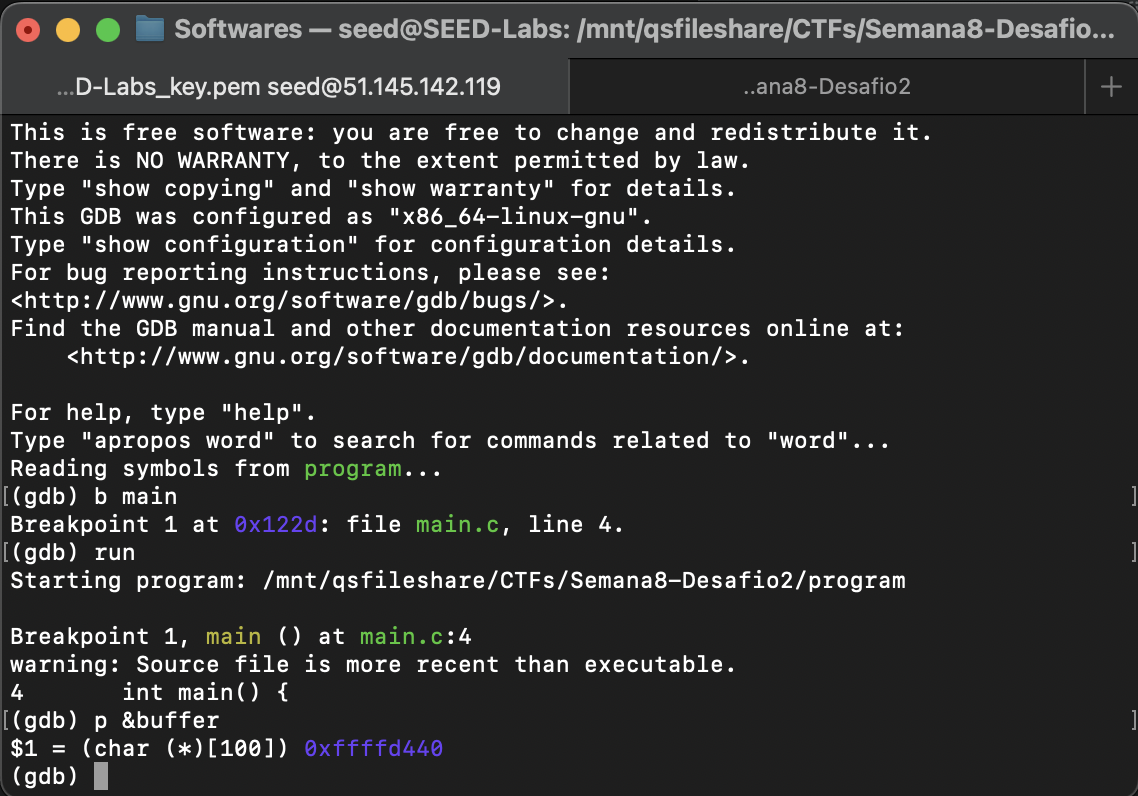 Softwares — seed@SEED-Labs: /mnt/qsfileshare/CTFs/Semana8-Desafio...
...D-Labs_key.pem seed@51.145.142.119
..ana8-Desafio2
+
This is free software: you are free to change and redistribute it.
There is NO WARRANTY, to the extent permitted by law.
Type "show copying" and "show warranty" for details.
This GDB was configured as "x86_64-linux-gnu".
Type "show configuration" for configuration details.
For bug reporting instructions, please see:
<http://www.gnu.org/software/gdb/bugs/>.
Find the GDB manual and other documentation resources online at:
    <http://www.gnu.org/software/gdb/documentation/>.

For help, type "help".
Type "apropos word" to search for commands related to "word"...
Reading symbols from program...
[(gdb) b main ]
Breakpoint 1 at 0x122d: file main.c, line 4.
[(gdb) run ]
Starting program: /mnt/qsfileshare/CTFs/Semana8-Desafio2/program

Breakpoint 1, main () at main.c:4
warning: Source file is more recent than executable.
4       int main() {
[(gdb) p &buffer ]
$1 = (char (*)[100]) 0xffffd440
(gdb)